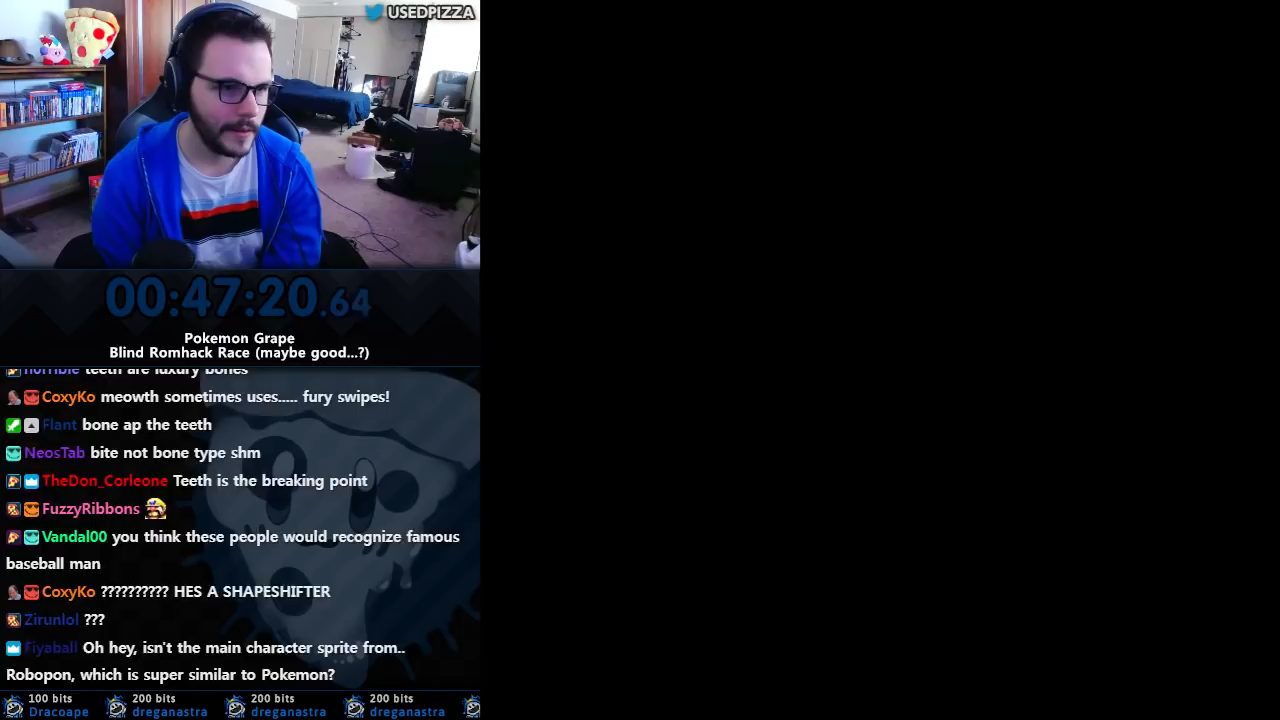 USEDPIZZA
00:47:20.64
Pokemon Grape
Blind Romhack Race (maybe good...?)
horrible teeth are luxury bones
CoxyKo meowth sometimes uses..... fury swipes!
Flant bone ap the teeth
NeosTab bite not bone type shm
TheDon_Corleone Teeth is the breaking point
FuzzyRibbons
Vandal00 you think these people would recognize famous
baseball man
CoxyKo ?????????? HES A SHAPESHIFTER
Zirunlol ???
Fiyaball Oh hey, isn't the main character sprite from..
Robopon, which is super similar to Pokemon?
100 bits 200 bits 200 bits 200 bits
Dracoape dreganastra dreganastra dreganastra